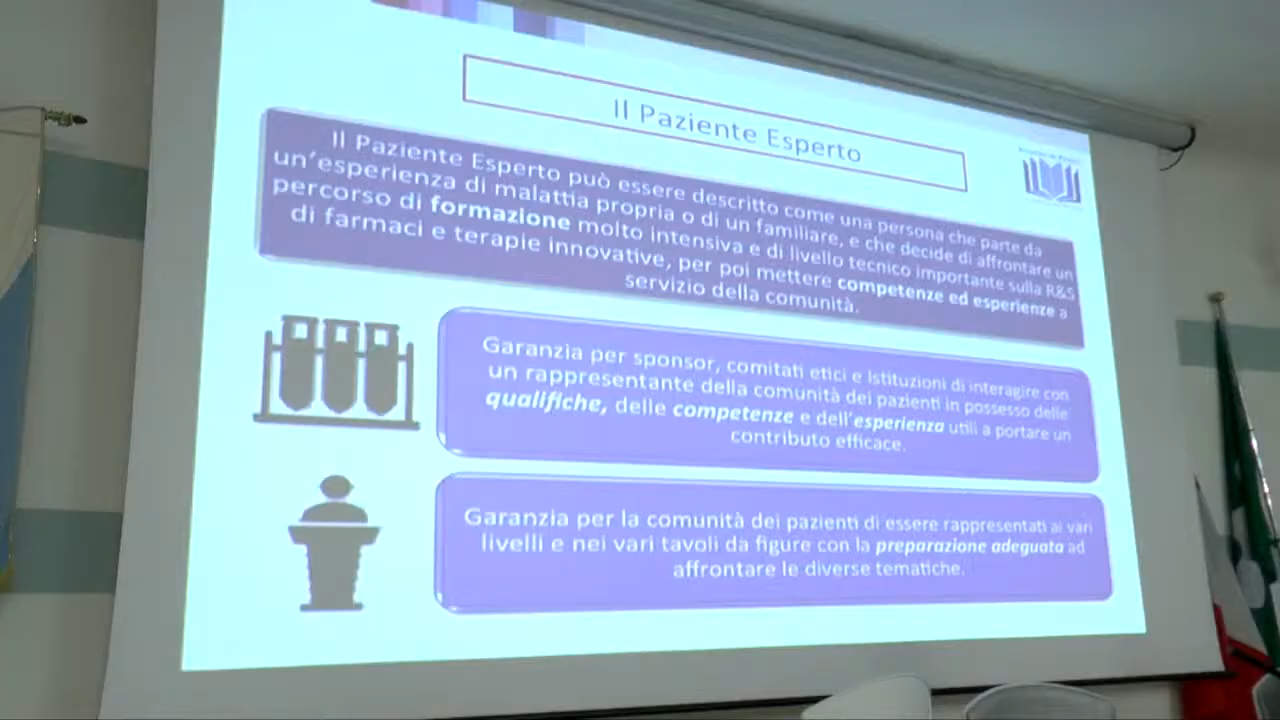 Il Paziente Esperto
Il Paziente Esperto può essere descritto come una persona che parte da
un'esperienza di malattia propria o di un familiare, e che decide di affrontare un
percorso di formazione molto intensiva e di livello tecnico importante sulla R&S
di farmaci e terapie innovative, per poi mettere competenze ed esperienze a
servizio della comunità.
Garanzia per sponsor, comitati etici e Istituzioni di interagire con
un rappresentante della comunità dei pazienti in possesso delle
qualifiche, delle competenze e dell'esperienza utili a portare un
contributo efficace.
Garanzia per la comunità dei pazienti di essere rappresentati ai vari
livelli e nei vari tavoli da figure con la preparazione adeguata ad
affrontare le diverse tematiche.